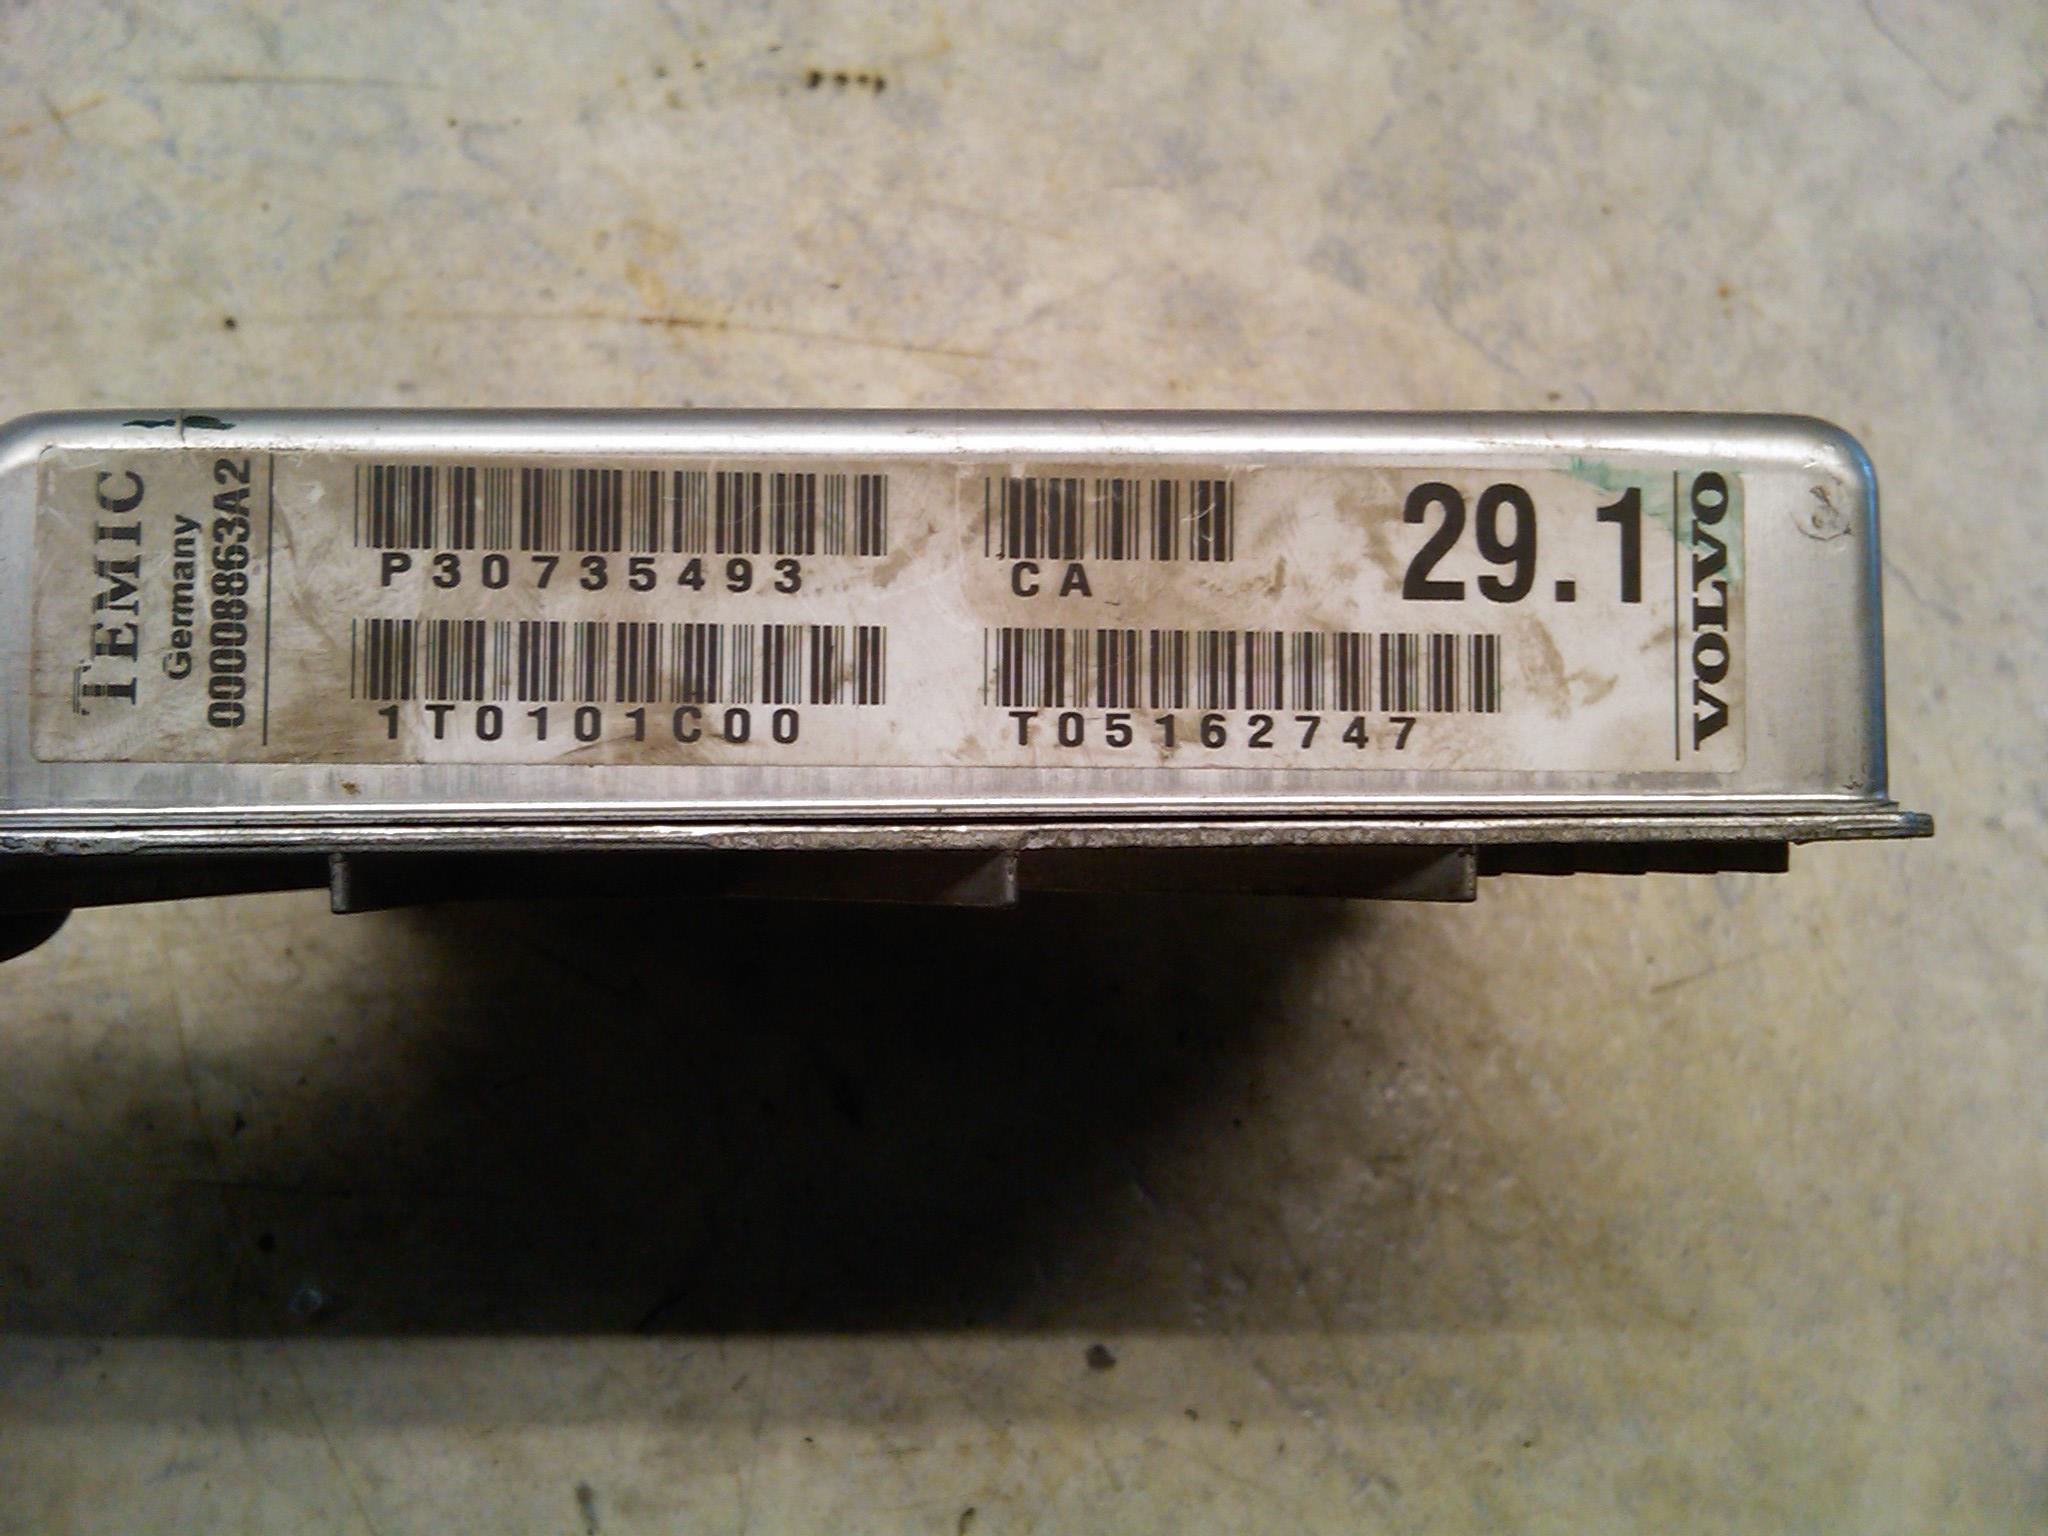 TEMIC
Germany
00008863A2
P30735493
1T0101C00
CA
T05162747
29.1
VOLVO